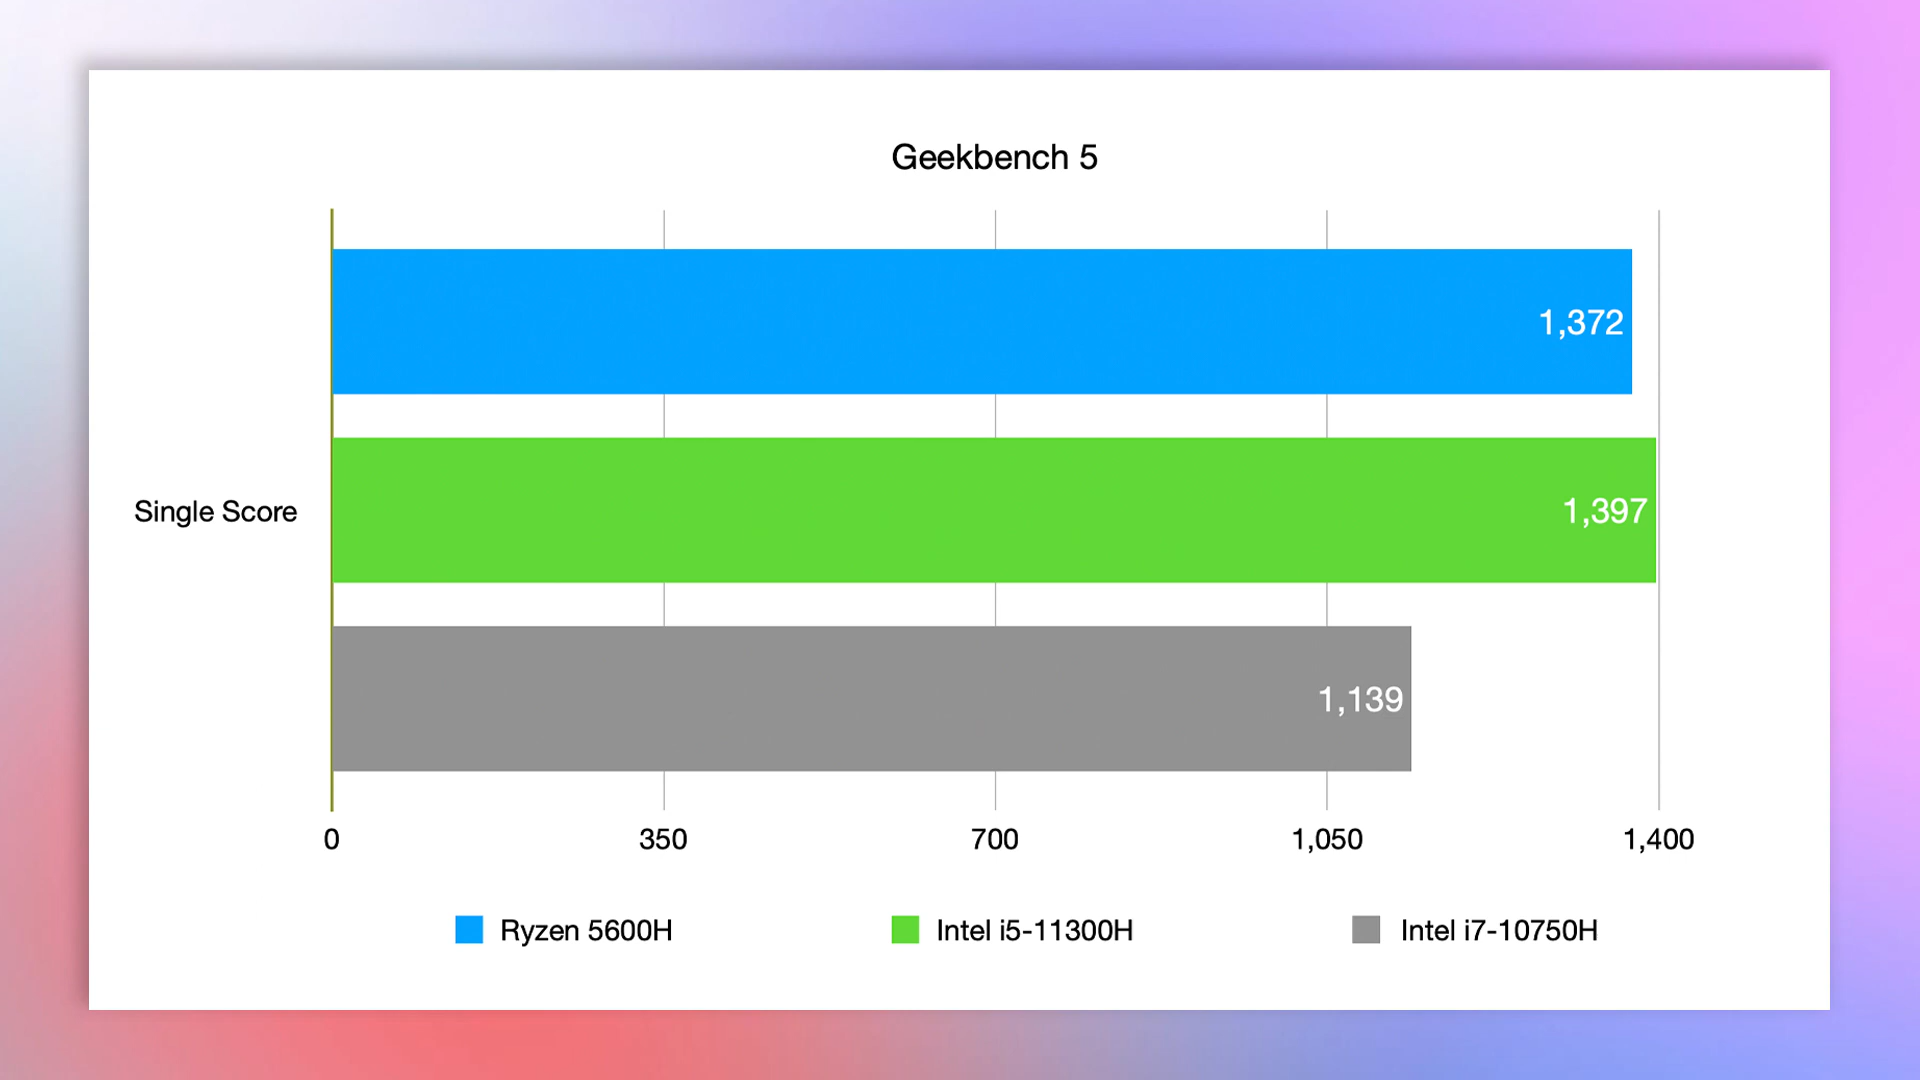 Geekbench 5
1,372
Single Score
1,397
1,139
0 350 700 1,050 1,400
Ryzen 5600H Intel i5-11300H Intel i7-10750H